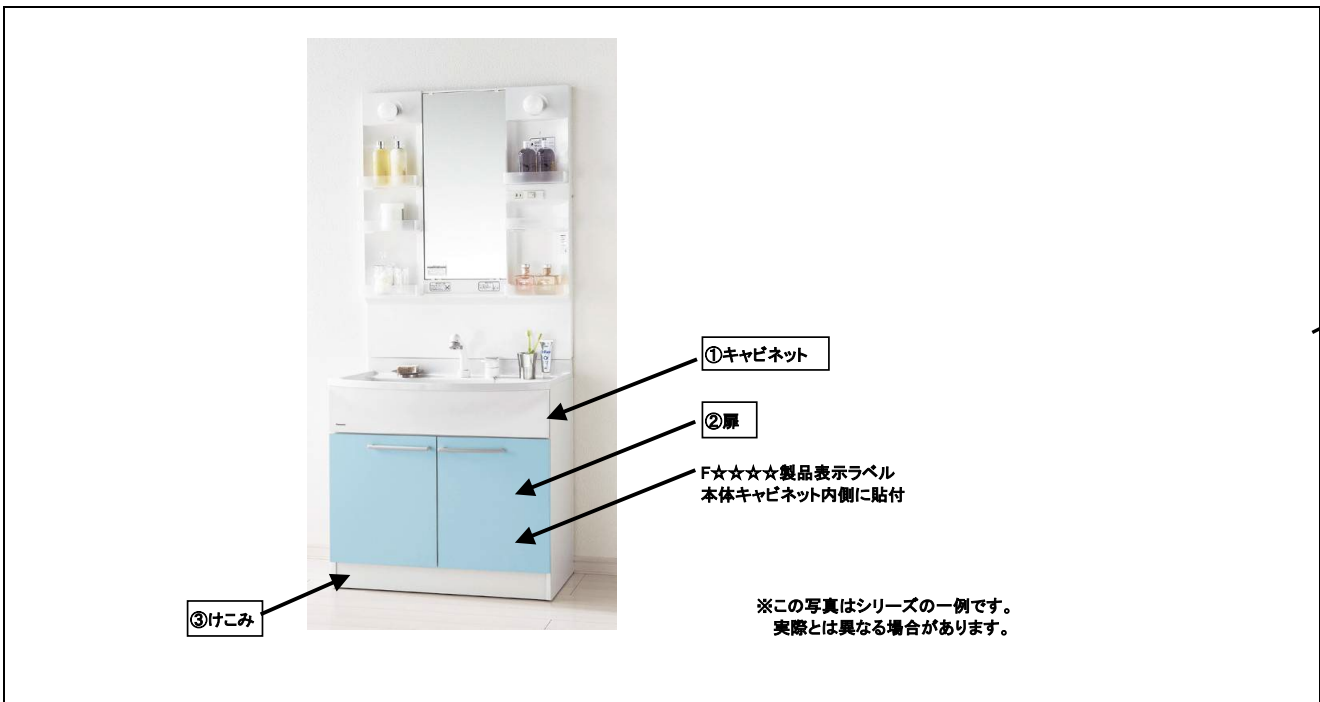 ①キャビネット
②扉
F☆☆☆☆製品表示ラベル
本体キャビネット内側に貼付
③けこみ
※この写真はシリーズの一例です。
実際とは異なる場合があります。